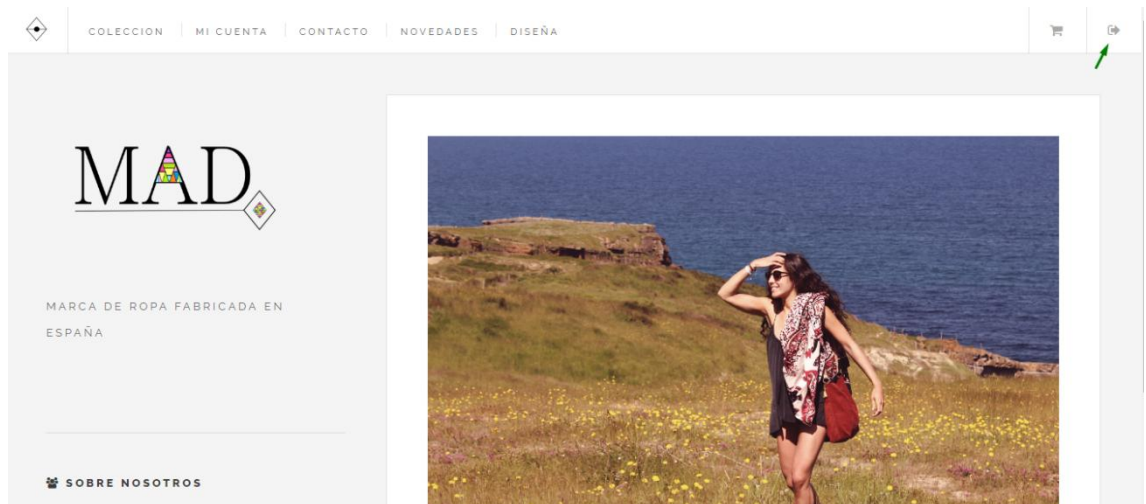 COLECCION
MI CUENTA
CONTACTO
NOVEDADES
DISEÑA
MAD
MARCA DE ROPA FABRICADA EN
ESPAÑA
SOBRE NOSOTROS